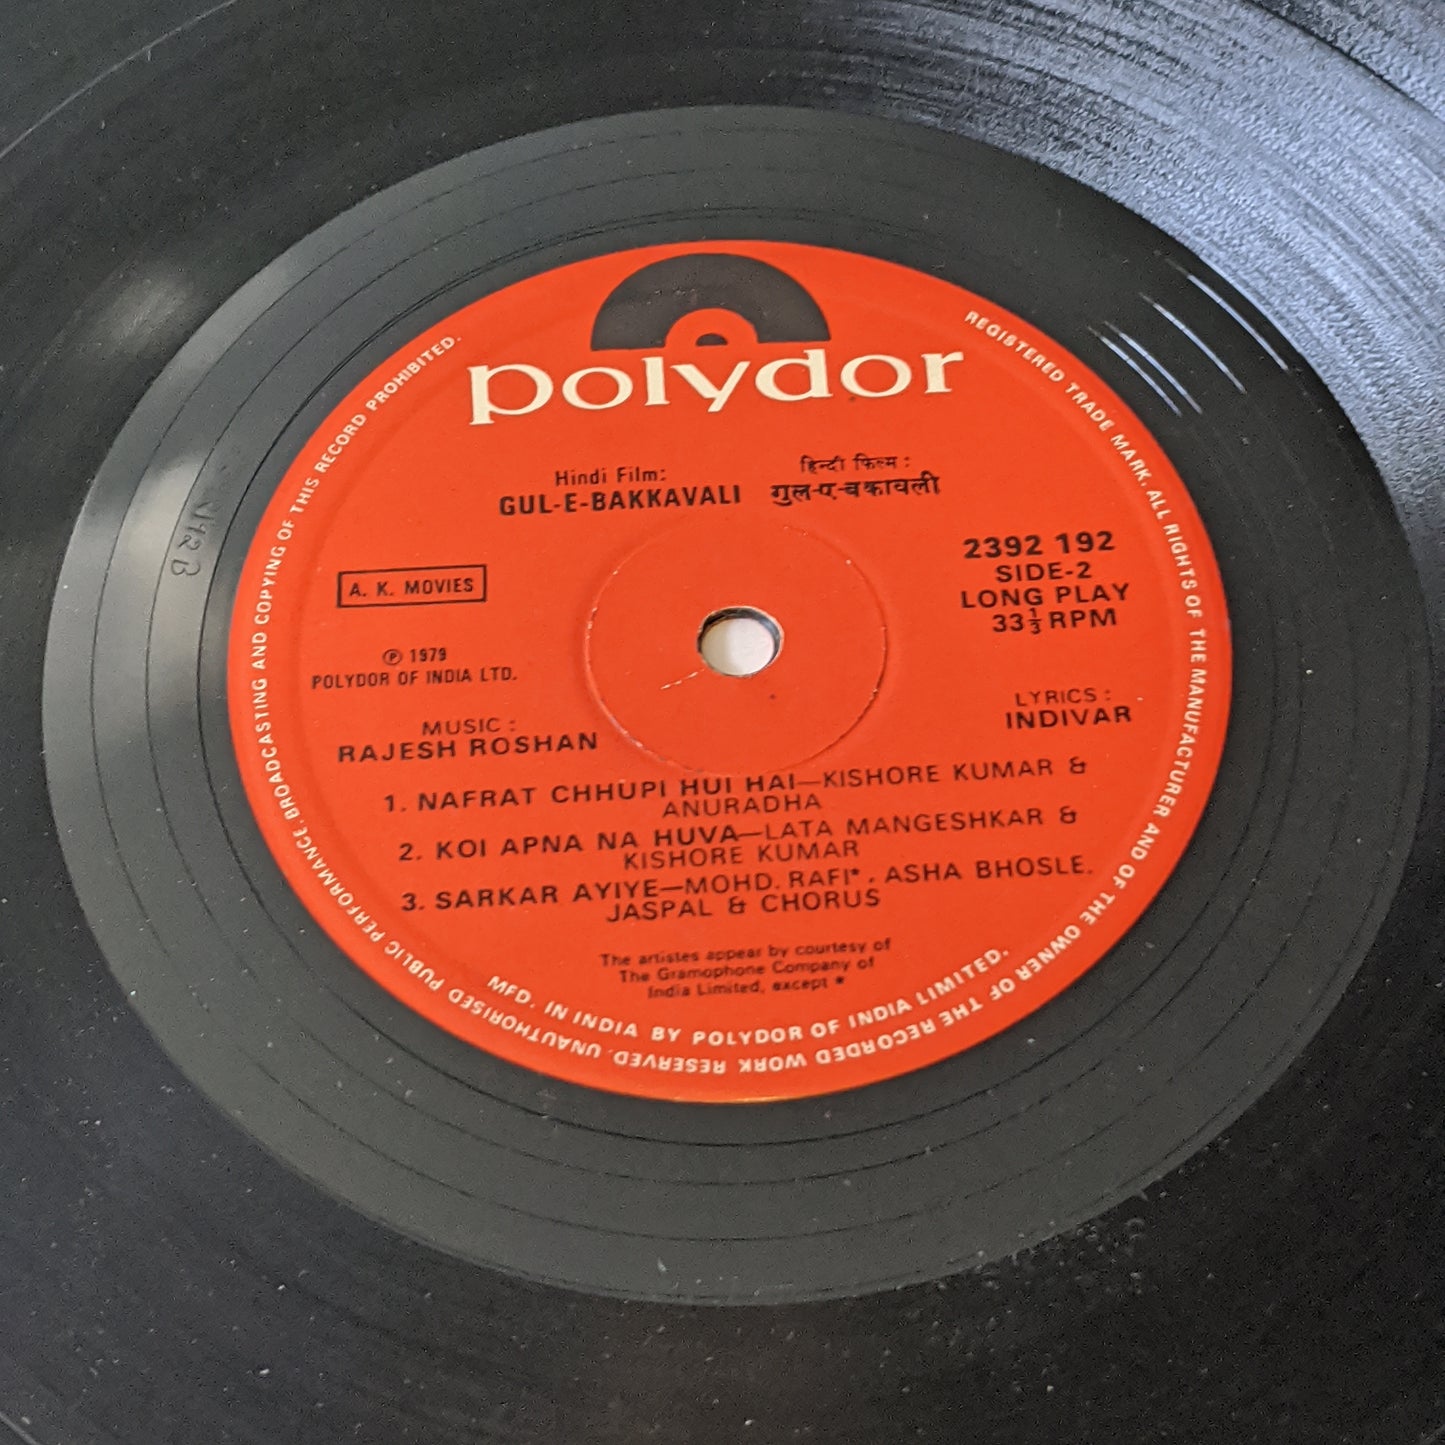 polydor
Hindi Film:
GUL-E-BAKKAVALI
हिन्दी फिल्म :
गुल-ए-बकावली
A. K. MOVIES
2392 192
SIDE-2
LONG PLAY
33⅓ RPM
℗ 1979
POLYDOR OF INDIA LTD.
LYRICS :
INDIVAR
MUSIC :
RAJESH ROSHAN
1. NAFRAT CHHUPI HUI HAI—KISHORE KUMAR &
ANURADHA
2. KOI APNA NA HUVA—LATA MANGESHKAR &
KISHORE KUMAR
3. SARKAR AYIYE—MOHD. RAFI*, ASHA BHOSLE,
JASPAL & CHORUS
The artistes appear by courtesy of
The Gramophone Company of
India Limited, except *
MFD. IN INDIA BY POLYDOR OF INDIA LIMITED.
REGISTERED TRADE MARK. ALL RIGHTS OF THE MANUFACTURER AND OF THE OWNER OF THE RECORDED WORK RESERVED. UNAUTHORISED PUBLIC PERFORMANCE. BROADCASTING AND COPYING OF THIS RECORD PROHIBITED.